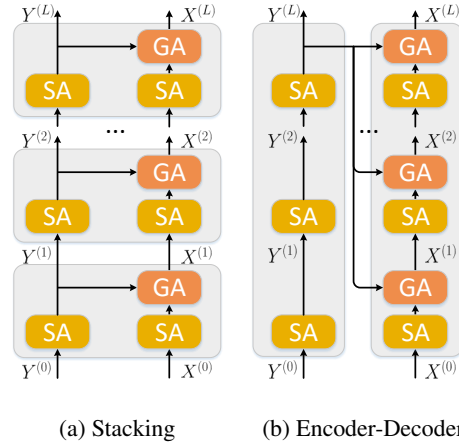 Y^{(L)} X^{(L)} Y^{(L)} X^{(L)}
GA GA
SA SA SA SA
... ...
Y^{(2)} X^{(2)} Y^{(2)} X^{(2)}
GA GA
SA SA SA SA
Y^{(1)} X^{(1)} Y^{(1)} X^{(1)}
GA GA
SA SA SA SA
Y^{(0)} X^{(0)} Y^{(0)} X^{(0)}
(a) Stacking (b) Encoder-Decoder